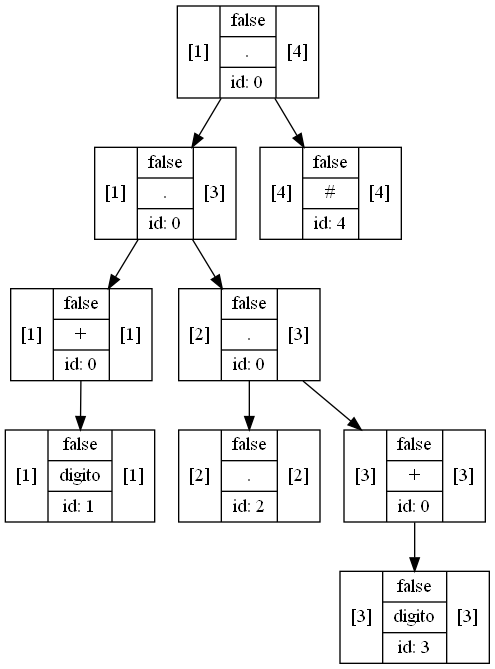 false
[1] . [4]
id: 0
false false
[1] . [3] [4] # [4]
id: 0 id: 4
false false
[1] + [1] [2] . [3]
id: 0 id: 0
false false false
[1] digito [1] [2] . [2] [3] + [3]
id: 1 id: 2 id: 0
false
[3] digito [3]
id: 3